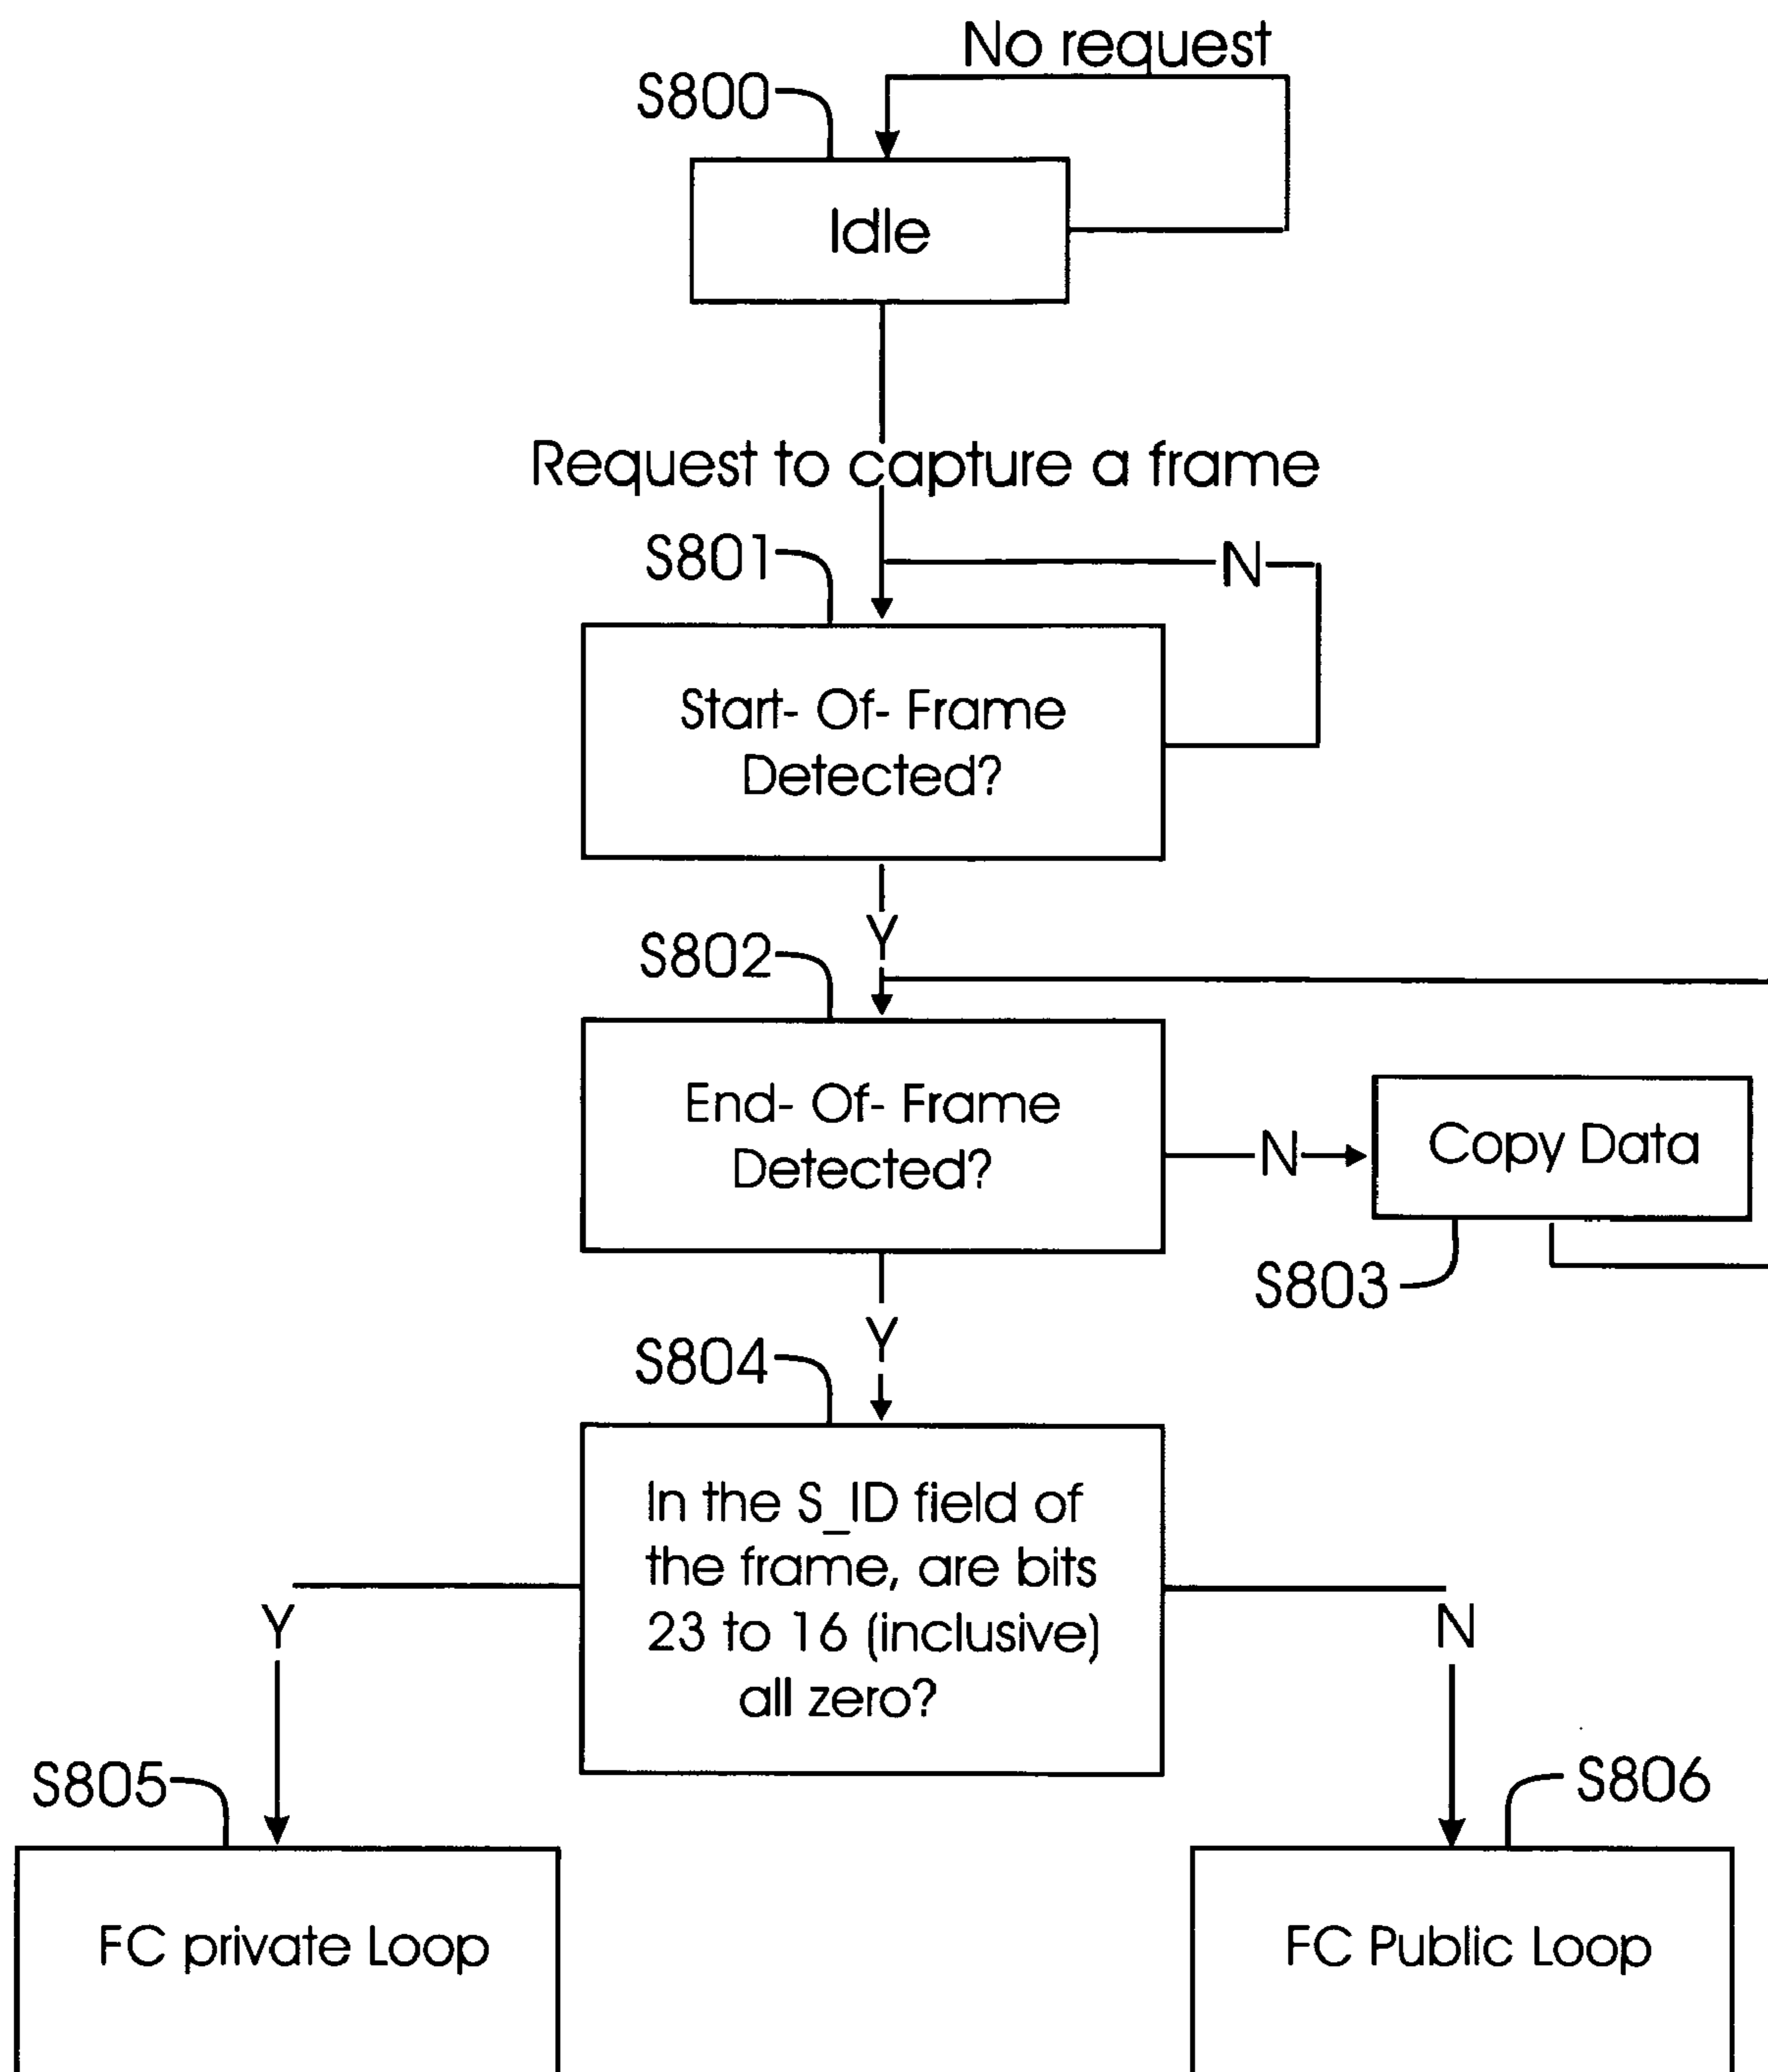 No request
S800
Idle
Request to capture a frame
S801
N
Start- Of- Frame
Detected?
Y
S802
End- Of- Frame
Detected?
N
Copy Data
S803
Y
S804
In the S_ID field of
the frame, are bits
23 to 16 (inclusive)
all zero?
Y
N
S805
S806
FC private Loop
FC Public Loop